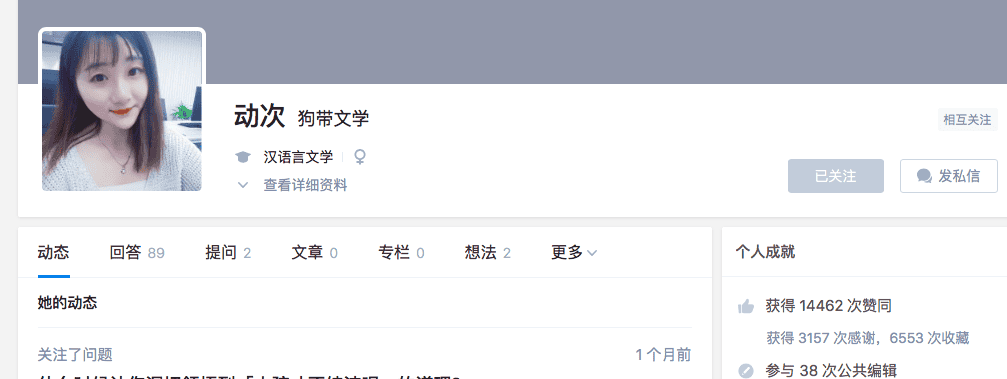 动次 狗带文学
相互关注
汉语言文学
查看详细资料
已关注 发私信
动态 回答 89 提问 2 文章 0 专栏 0 想法 2 更多
她的动态
关注了问题 1 个月前
个人成就
获得 14462 次赞同
获得 3157 次感谢，6553 次收藏
参与 38 次公共编辑